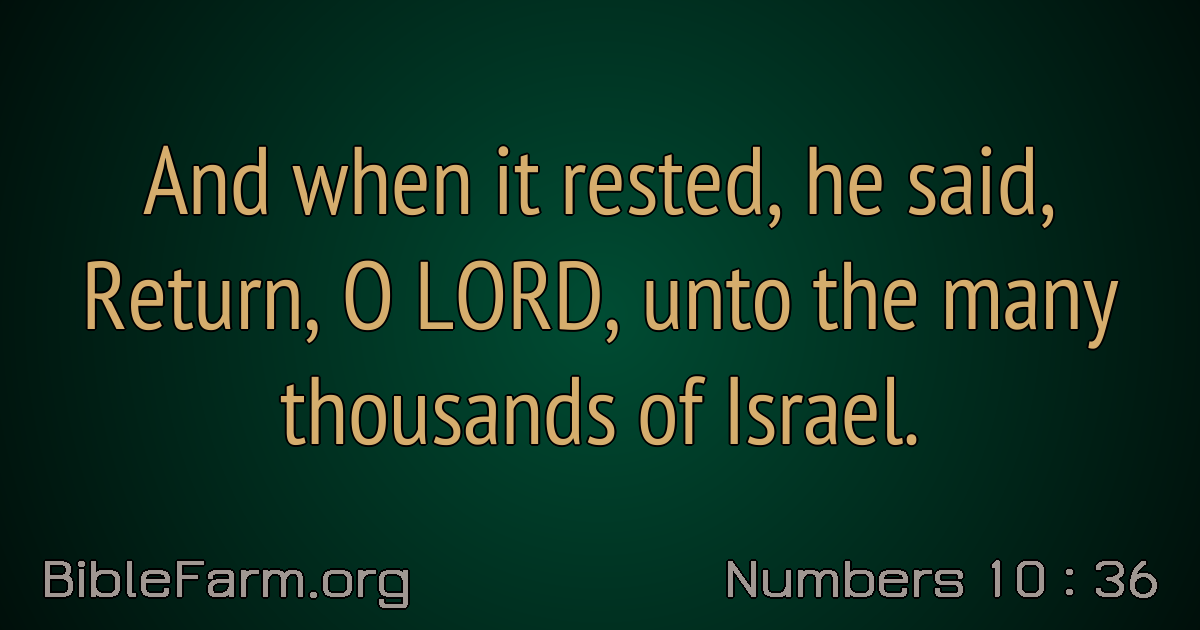 And when it rested, he said,
Return, O LORD, unto the many
thousands of Israel.
BibleFarm.org
Numbers 10 : 36